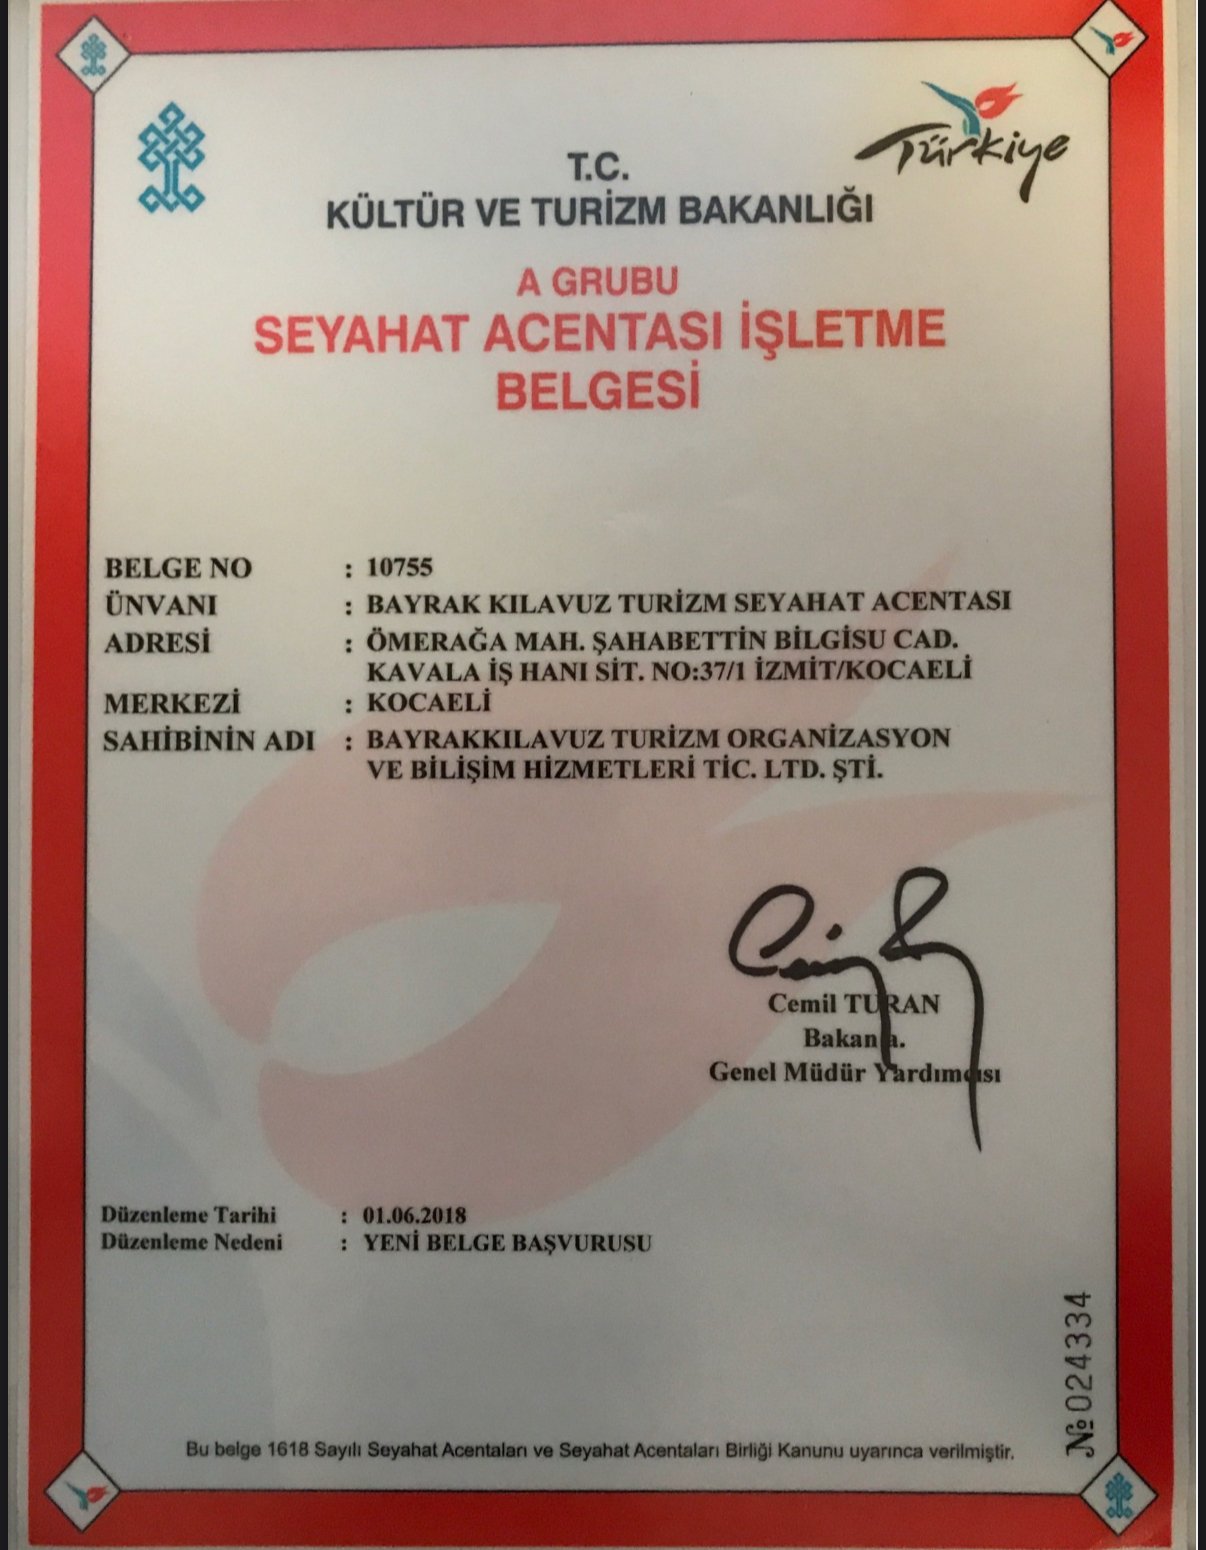 Türkiye
T.C.
KÜLTÜR VE TURİZM BAKANLIĞI
A GRUBU
SEYAHAT ACENTASI İŞLETME
BELGESİ
BELGE NO : 10755
ÜNVANI : BAYRAK KILAVUZ TURİZM SEYAHAT ACENTASI
ADRESİ : ÖMERAĞA MAH. ŞAHABETTİN BİLGİSU CAD.
KAVALA İŞ HANI SİT. NO:37/1 İZMİT/KOCAELİ
MERKEZİ : KOCAELİ
SAHİBİNİN ADI : BAYRAKKILAVUZ TURİZM ORGANİZASYON
VE BİLİŞİM HİZMETLERİ TİC. LTD. ŞTİ.
Cemil TURAN
Bakan a.
Genel Müdür Yardımcısı
Düzenleme Tarihi : 01.06.2018
Düzenleme Nedeni : YENİ BELGE BAŞVURUSU
№ 024334
Bu belge 1618 Sayılı Seyahat Acentaları ve Seyahat Acentaları Birliği Kanunu uyarınca verilmiştir.